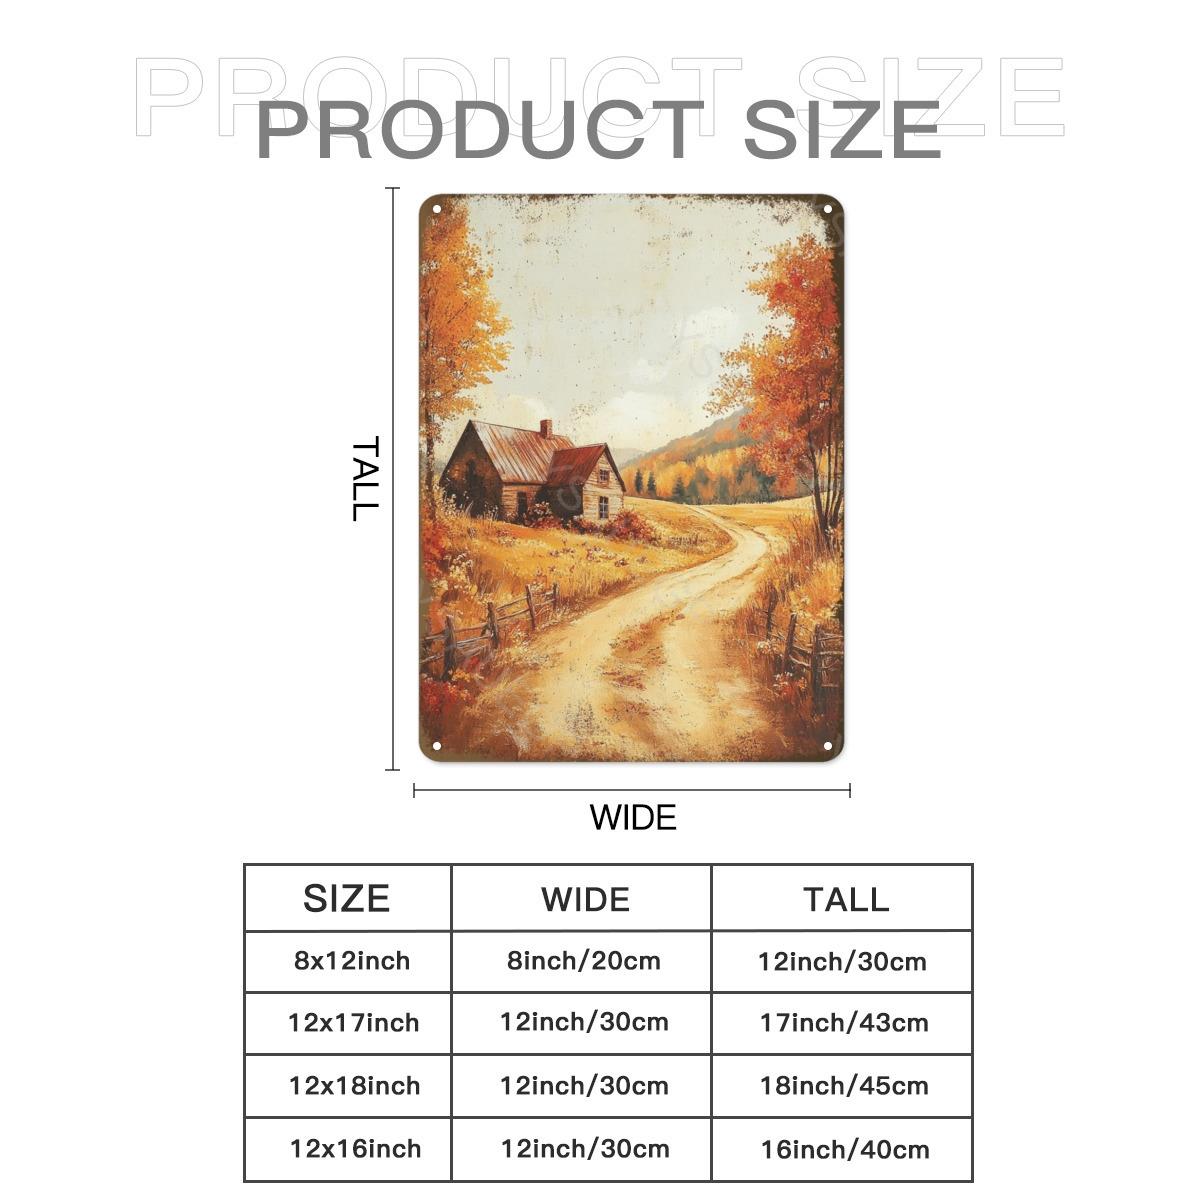 PRODUCT SIZE
PRODUCT SIZE
TALL
WIDE
SIZE WIDE TALL
8x12inch 8inch/20cm 12inch/30cm
12x17inch 12inch/30cm 17inch/43cm
12x18inch 12inch/30cm 18inch/45cm
12x16inch 12inch/30cm 16inch/40cm